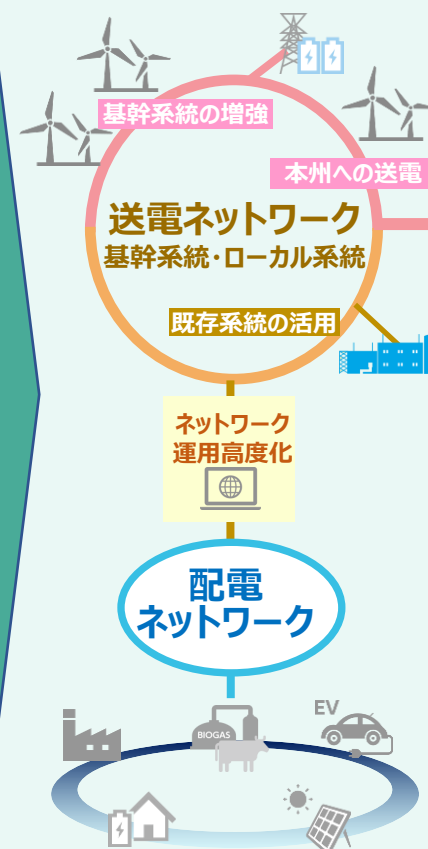 基幹系統の増強
本州への送電
送電ネットワーク
基幹系統・ローカル系統
既存系統の活用
ネットワーク
運用高度化
配電
ネットワーク
EV
BIOGAS